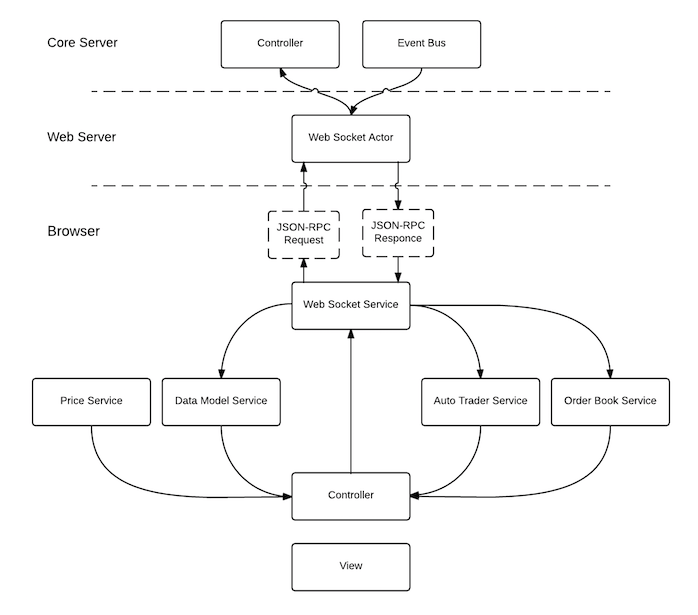 Core Server
Controller
Event Bus
Web Server
Web Socket Actor
Browser
JSON-RPC
Request
JSON-RPC
Responce
Web Socket Service
Price Service
Data Model Service
Auto Trader Service
Order Book Service
Controller
View